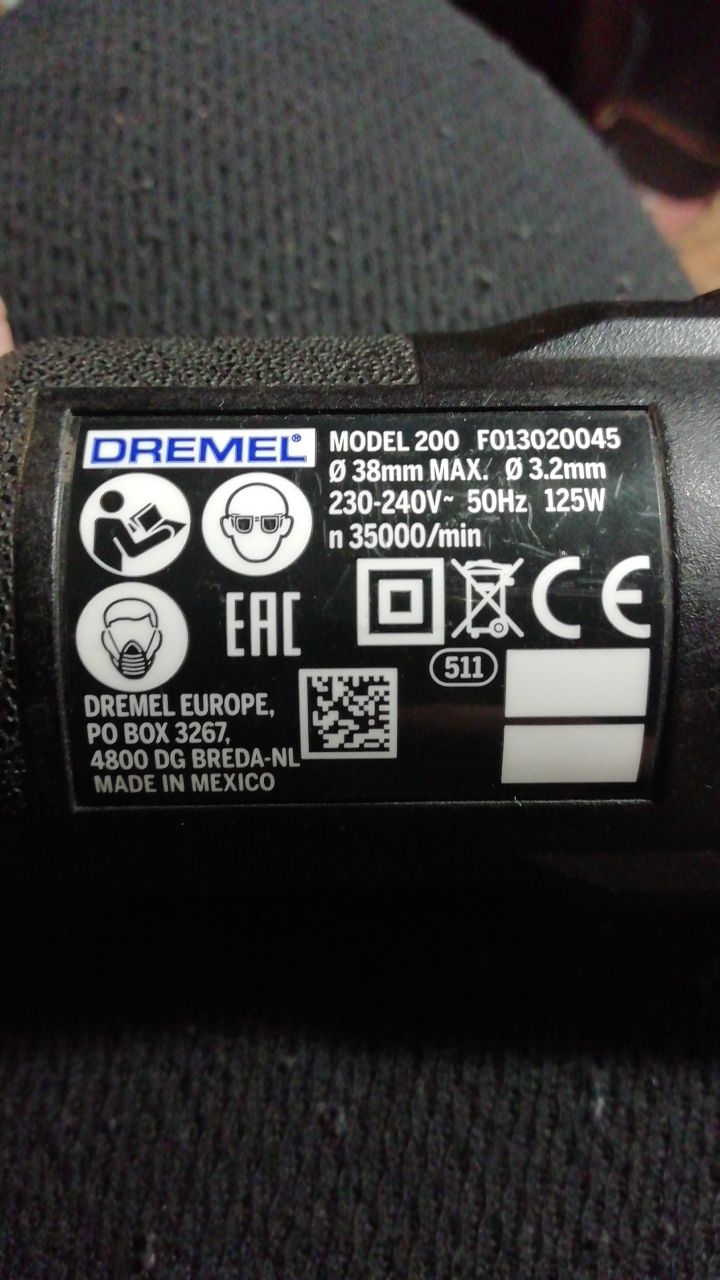 DREMEL®
MODEL 200 F013020045
Ø 38mm MAX. Ø 3.2mm
230-240V~ 50Hz 125W
n 35000/min
EAC
CE
511
DREMEL EUROPE,
PO BOX 3267,
4800 DG BREDA-NL
MADE IN MEXICO